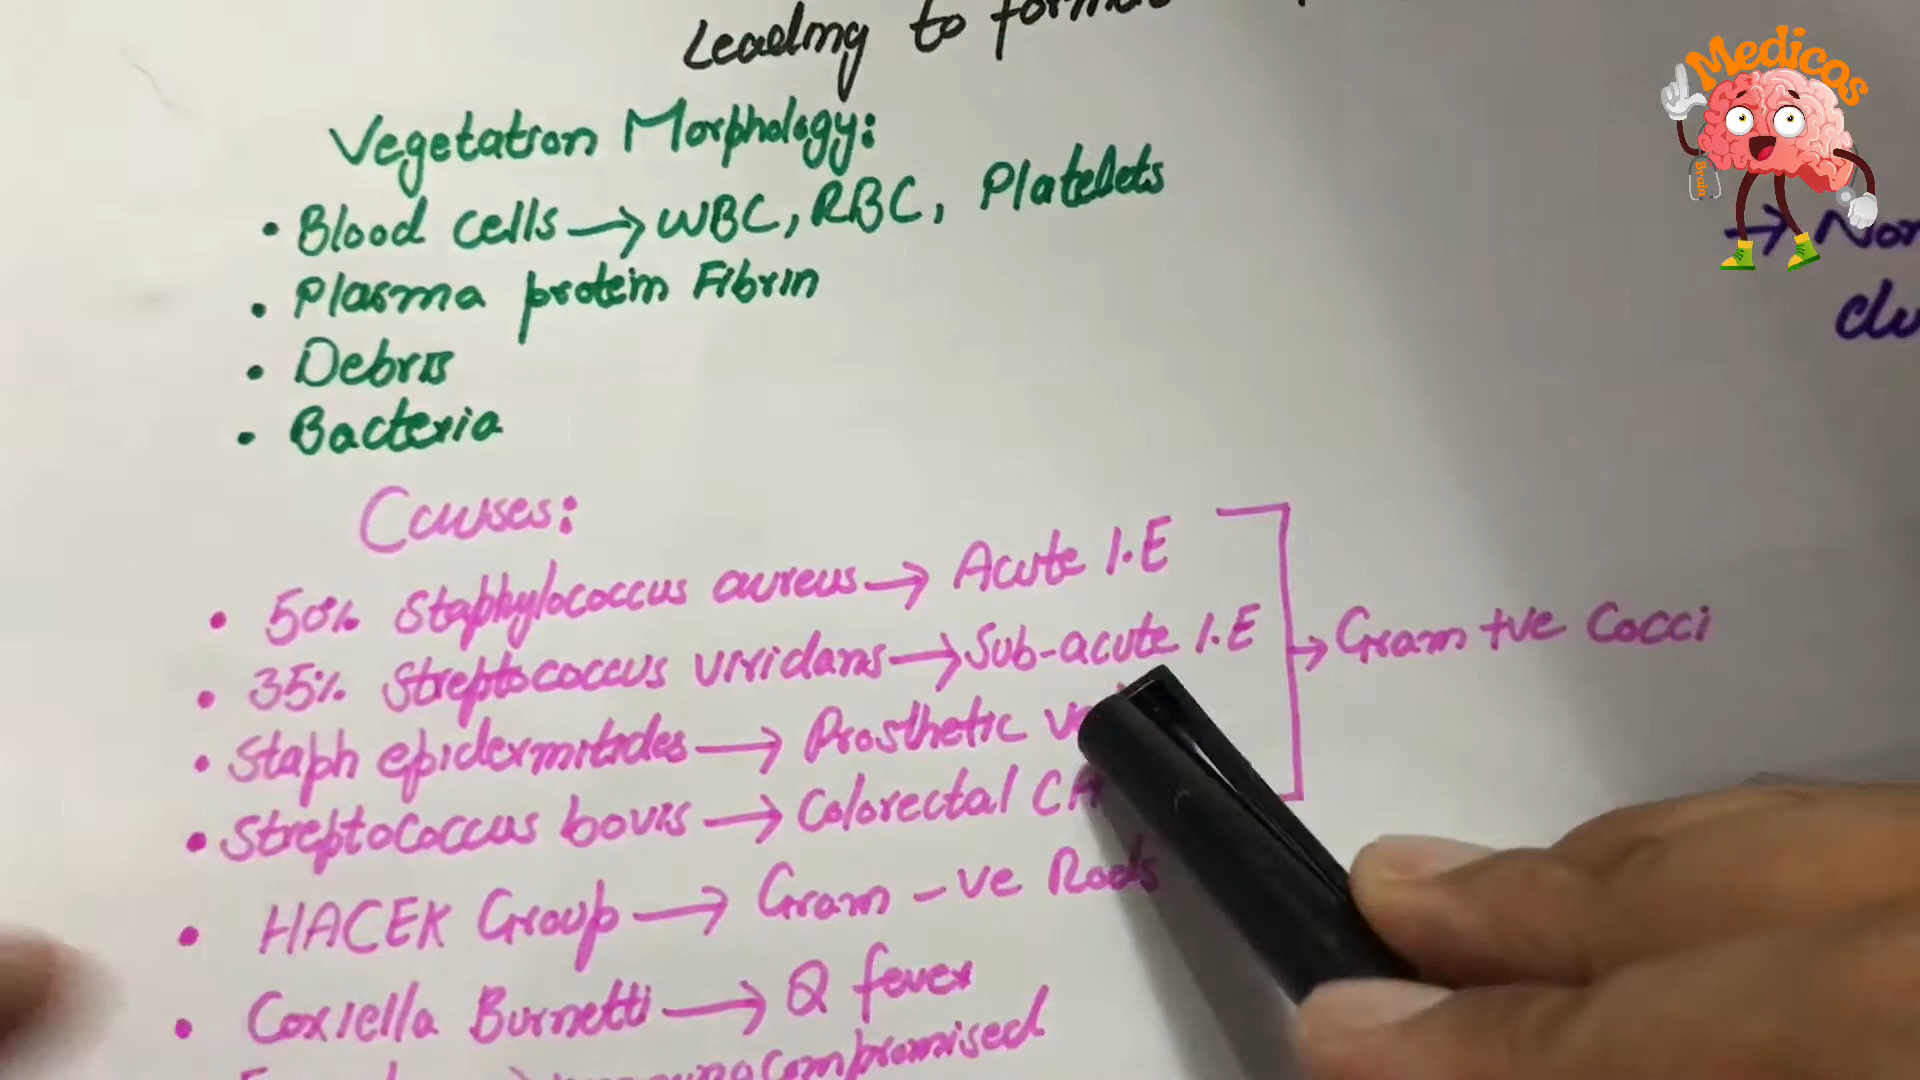 Leading to
Vegetation Morphology:
• Blood cells → WBC, RBC, Platelets
• Plasma protein Fibrin
• Debris
• Bacteria
Causes:
• 50% Staphylococcus aureus → Acute I.E
• 35% Streptococcus viridans → Sub-acute I.E
→ Gram +ve Cocci
• Staph epidermitides → Prosthetic
• Streptococcus bovis → Colorectal CA
• HACEK Group → Gram -ve Rods
• Coxiella Burnetti → Q fever
Medicos
Brain